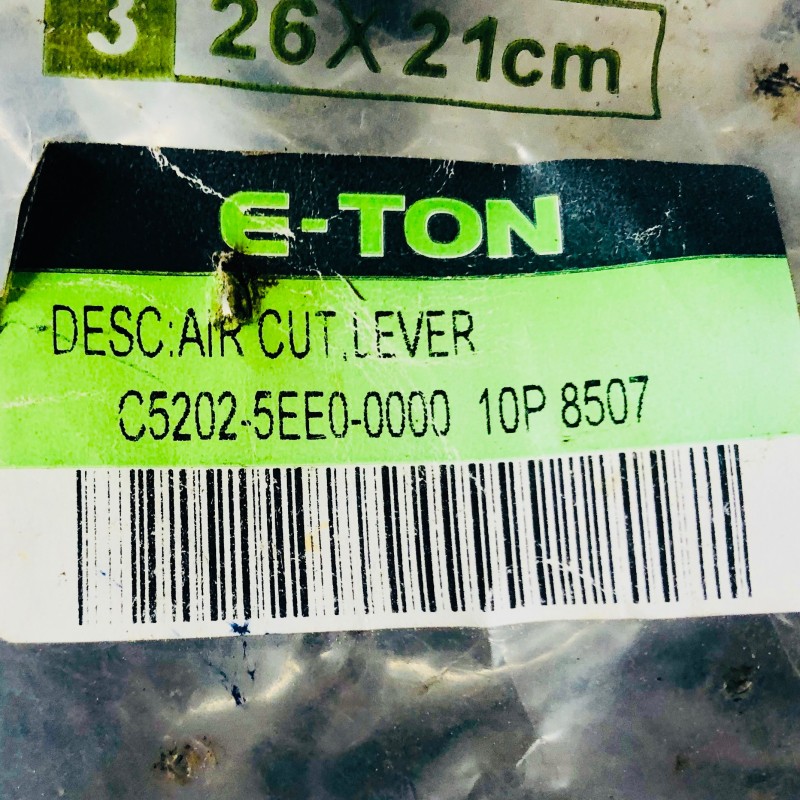 3 26X21cm
E-TON
DESC:AIR CUT,LEVER
C5202-5EE0-0000 10P 8507